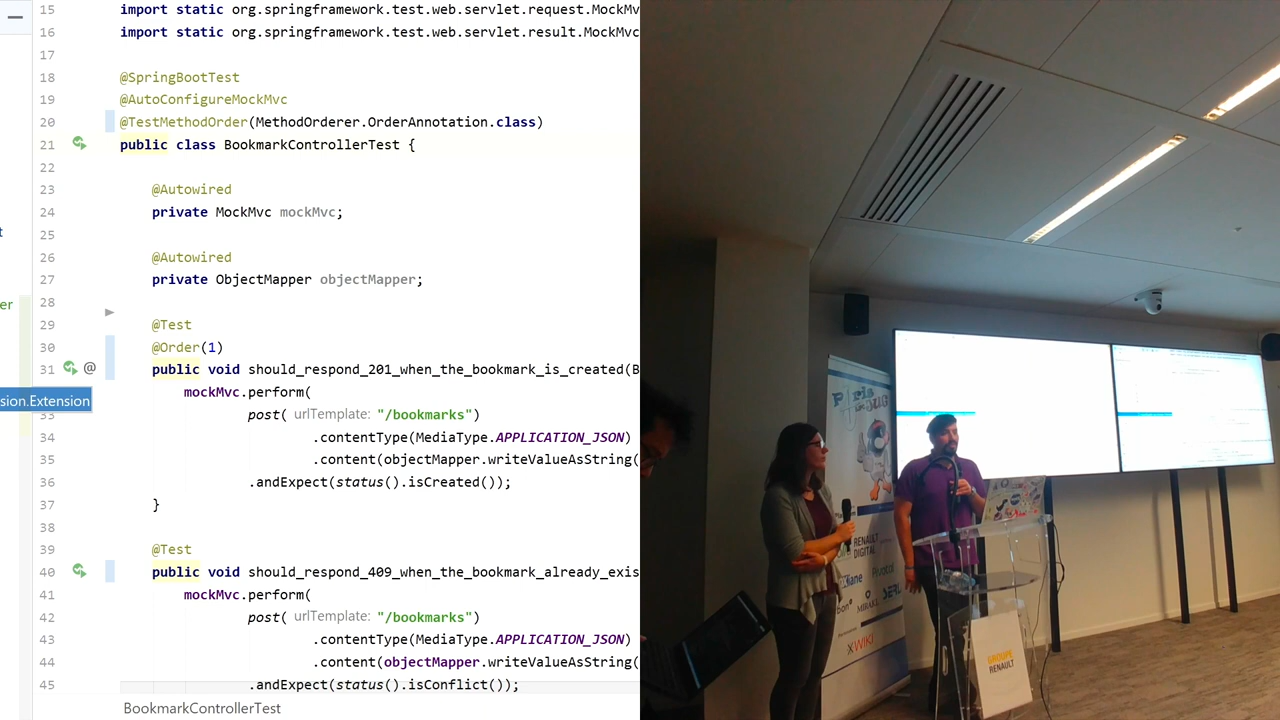 15 import static org.springframework.test.web.servlet.request.MockMv
16 import static org.springframework.test.web.servlet.result.MockMvc
17
18 @SpringBootTest
19 @AutoConfigureMockMvc
20 @TestMethodOrder(MethodOrderer.OrderAnnotation.class)
21 public class BookmarkControllerTest {
22
23 @Autowired
24 private MockMvc mockMvc;
25
26 @Autowired
27 private ObjectMapper objectMapper;
28
29 @Test
30 @Order(1)
31 @ public void should_respond_201_when_the_bookmark_is_created(B
mockMvc.perform(
33 post( urlTemplate: "/bookmarks")
34 .contentType(MediaType.APPLICATION_JSON)
35 .content(objectMapper.writeValueAsString(
36 .andExpect(status().isCreated());
37 }
38
39 @Test
40 public void should_respond_409_when_the_bookmark_already_exis
41 mockMvc.perform(
42 post( urlTemplate: "/bookmarks")
43 .contentType(MediaType.APPLICATION_JSON)
44 .content(objectMapper.writeValueAsString(
45 .andExpect(status().isConflict());
BookmarkControllerTest
t
er
sion.Extension
Paris
JUG
RENAULT
DIGITAL
MIRAKL
XWIKI
GROUPE
RENAULT